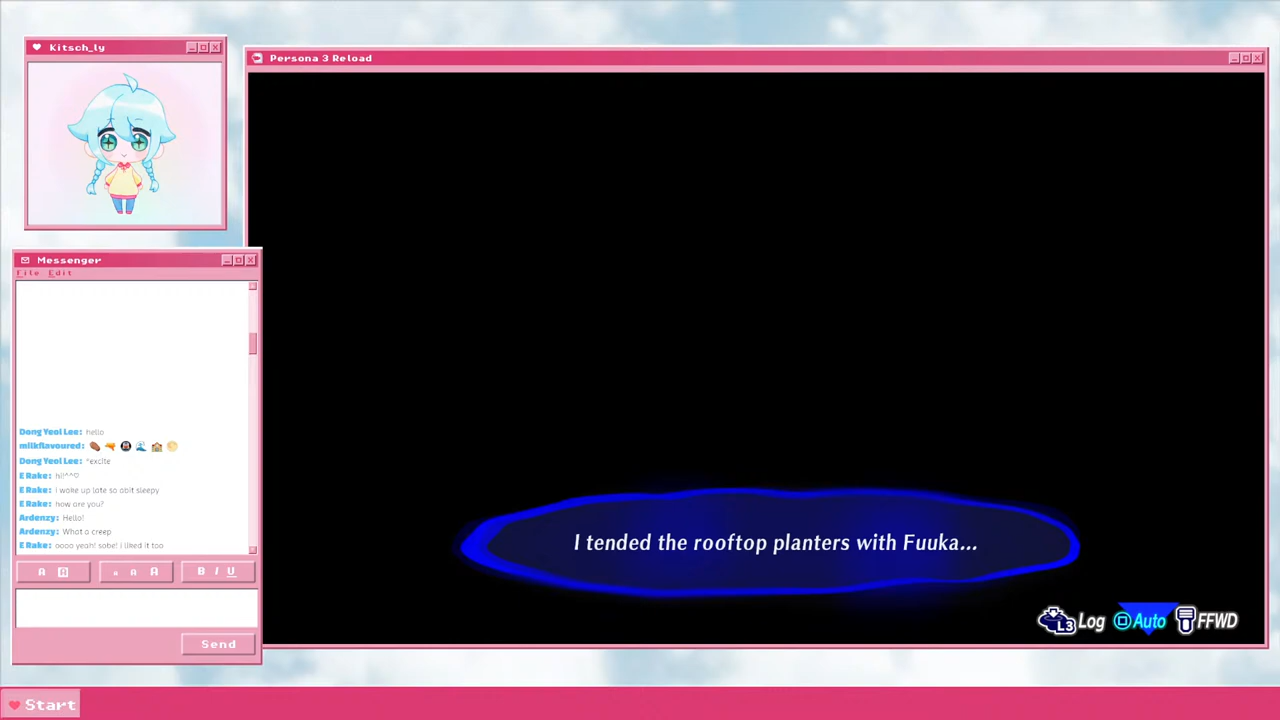 Kitsch_ly
Persona 3 Reload
Messenger
File Edit
Dong Yeol Lee: hello
milkflavoured:
Dong Yeol Lee: *excite
E Rake: hi!^^♡
E Rake: i woke up late so abit sleepy
E Rake: how are you?
Ardenzy: Hello!
Ardenzy: What a creep
E Rake: oooo yeah! sobe! i liked it too
A A
A A A
B I U
Send
I tended the rooftop planters with Fuuka...
L3 Log Auto FFWD
Start